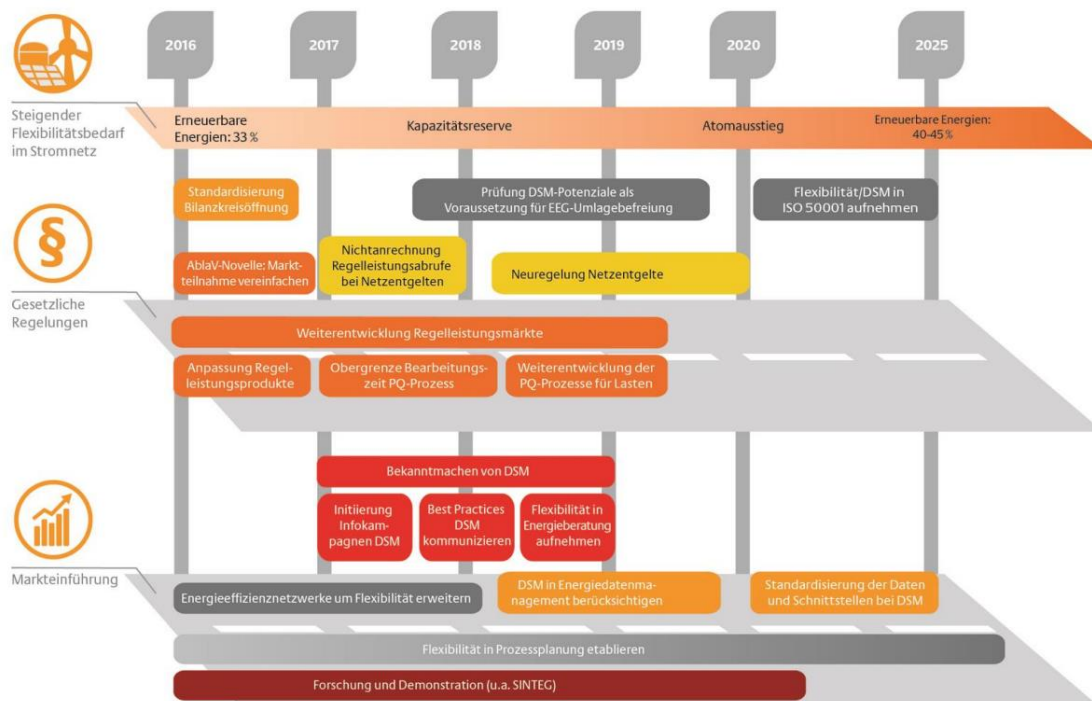 2016
2017
2018
2019
2020
2025
Steigender
Flexibilitätsbedarf
im Stromnetz
Erneuerbare
Energien: 33 %
Kapazitätsreserve
Atomausstieg
Erneuerbare Energien:
40-45 %
Standardisierung
Bilanzkreisöffnung
Prüfung DSM-Potenziale als
Voraussetzung für EEG-Umlagebefreiung
Flexibilität/DSM in
ISO 50001 aufnehmen
§
Gesetzliche
Regelungen
AblaV-Novelle: Markt-
teilnahme vereinfachen
Nichtanrechnung
Regelleistungsabrufe
bei Netzentgelten
Neuregelung Netzentgelte
Weiterentwicklung Regelleistungsmärkte
Anpassung Regel-
leistungsprodukte
Obergrenze Bearbeitungs-
zeit PQ-Prozess
Weiterentwicklung der
PQ-Prozesse für Lasten
Bekanntmachen von DSM
Initiierung
Infokam-
pagnen DSM
Best Practices
DSM
kommunizieren
Flexibilität in
Energieberatung
aufnehmen
Markteinführung
Energieeffizienznetzwerke um Flexibilität erweitern
DSM in Energiedatenma-
nagement berücksichtigen
Standardisierung der Daten
und Schnittstellen bei DSM
Flexibilität in Prozessplanung etablieren
Forschung und Demonstration (u.a. SINTEG)